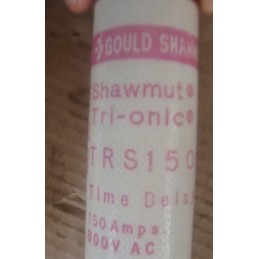 GOULD SHAW
Shawmut®
Tri-onic®
TRS150
Time Dela
150 Amps.
600V AC